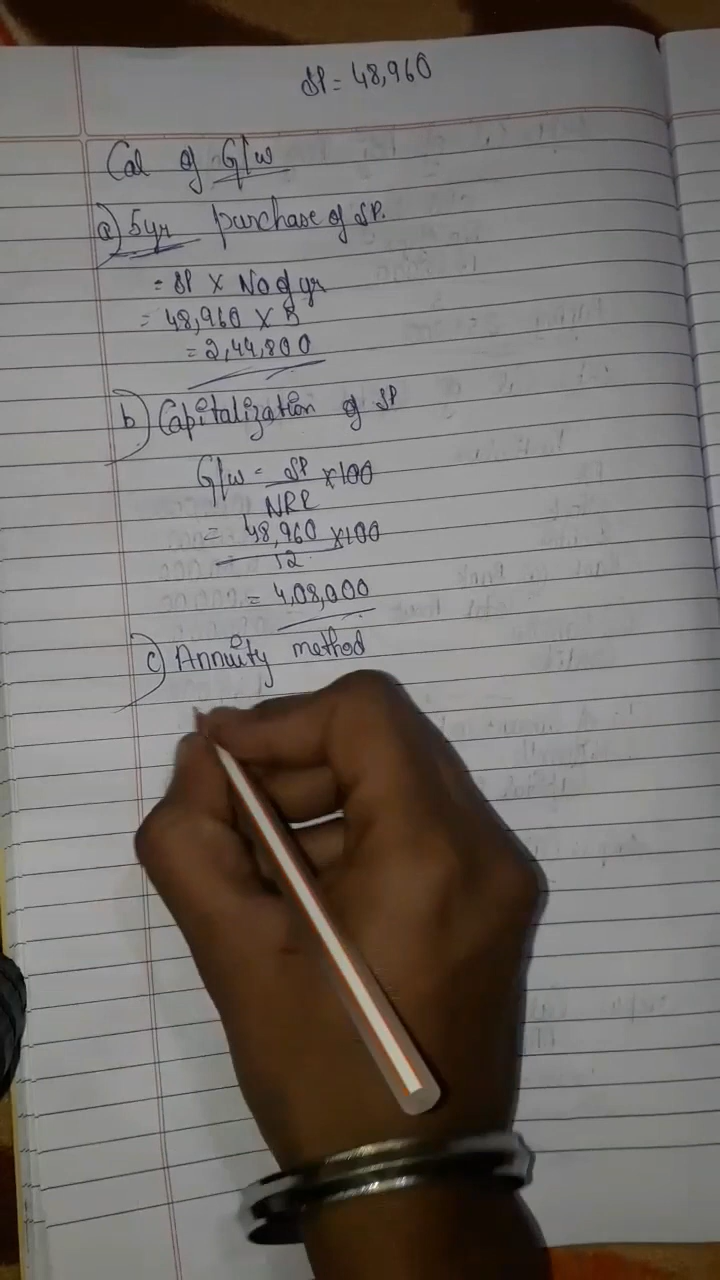 SP = 48,960
Cal of G/w
a) 5yr purchase of SP.
= SP × No of yr
= 48,960 × 5
= 2,44,800
b) Capitalization of SP
G/w = SP/NRR ×100
= 48,960/12 ×100
= 4,08,000
c) Annuity method